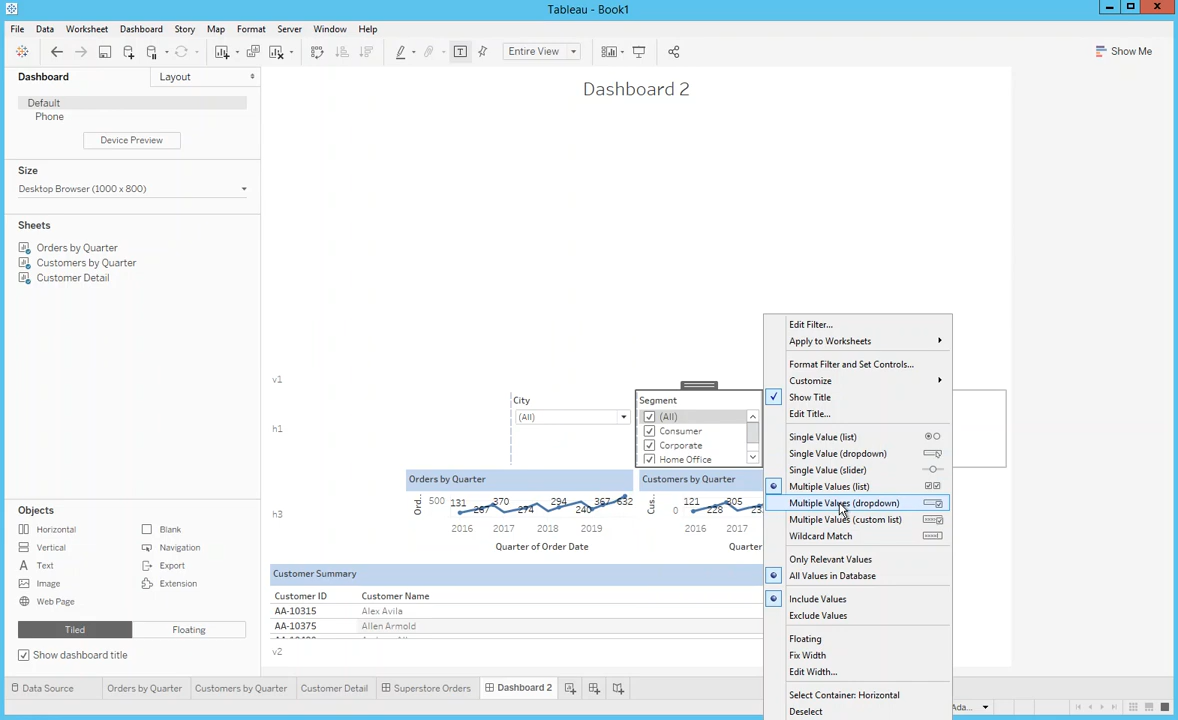 Tableau - Book1
File Data Worksheet Dashboard Story Map Format Server Window Help
Entire View
Show Me
Dashboard Layout
Default
Phone
Device Preview
Size
Desktop Browser (1000 x 800)
Sheets
Orders by Quarter
Customers by Quarter
Customer Detail
Objects
Horizontal Blank
Vertical Navigation
Text Export
Image Extension
Web Page
Tiled Floating
Show dashboard title
Dashboard 2
v1
h1
City
(All)
Segment
(All)
Consumer
Corporate
Home Office
Orders by Quarter Customers by Quarter
h3
Ord..
500
131 287 370 274 294 240 367 632
2016 2017 2018 2019
Quarter of Order Date
Cus..
0
121 228 305
2016 2017
Quarter
Customer Summary
Customer ID Customer Name
AA-10315 Alex Avila
AA-10375 Allen Armold
v2
Edit Filter...
Apply to Worksheets
Format Filter and Set Controls...
Customize
Show Title
Edit Title...
Single Value (list)
Single Value (dropdown)
Single Value (slider)
Multiple Values (list)
Multiple Values (dropdown)
Multiple Values (custom list)
Wildcard Match
Only Relevant Values
All Values in Database
Include Values
Exclude Values
Floating
Fix Width
Edit Width...
Select Container: Horizontal
Deselect
Data Source Orders by Quarter Customers by Quarter Customer Detail Superstore Orders Dashboard 2
Ada...